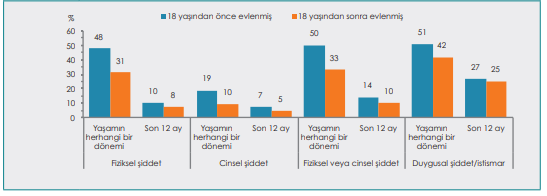 %
18 yaşından önce evlenmiş
18 yaşından sonra evlenmiş
60
50
40
30
20
10
0
48
31
10
8
19
10
7
5
50
33
14
10
51
42
27
25
Yaşamın
herhangi bir
dönemi
Son 12 ay
Yaşamın
herhangi bir
dönemi
Son 12 ay
Yaşamın
herhangi bir
dönemi
Son 12 ay
Yaşamın
herhangi bir
dönemi
Son 12 ay
Fiziksel şiddet
Cinsel şiddet
Fiziksel veya cinsel şiddet
Duygusal şiddet/istismar